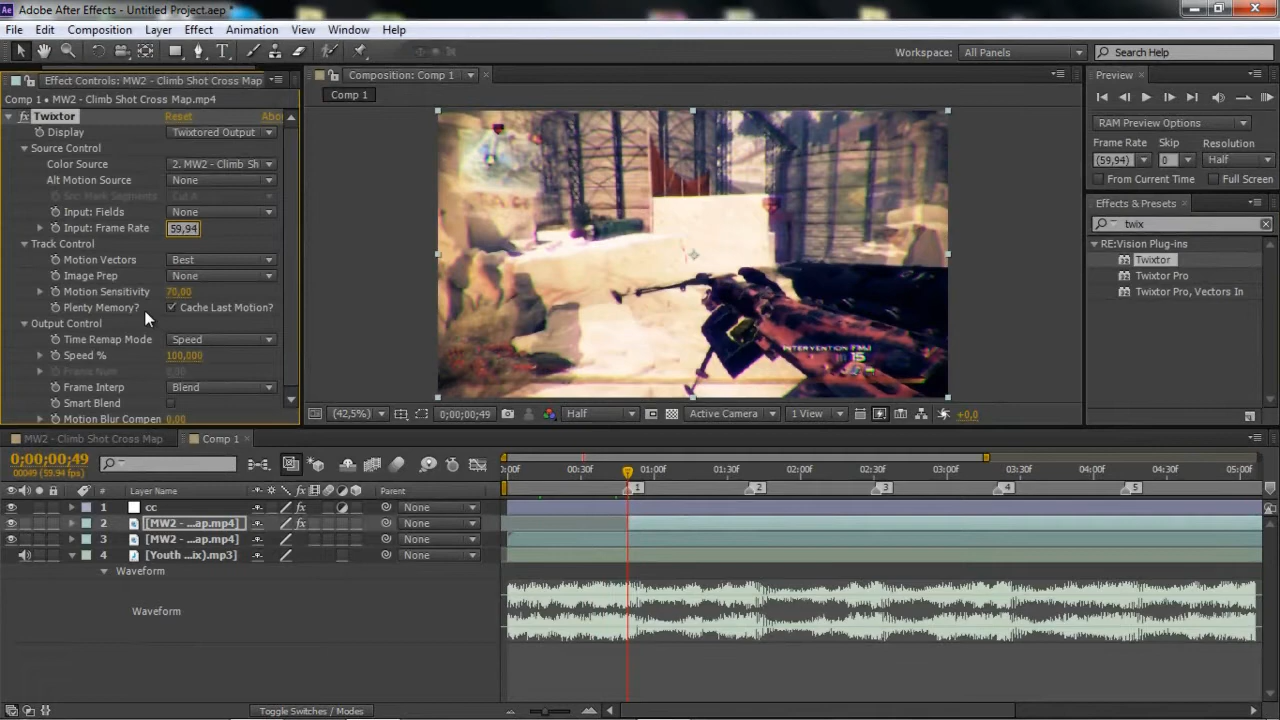 Adobe After Effects - Untitled Project.aep *
File Edit Composition Layer Effect Animation View Window Help
Workspace: All Panels Search Help
Effect Controls: MW2 - Climb Shot Cross Map
Comp 1 • MW2 - Climb Shot Cross Map.mp4
fx Twixtor Reset Abo
Display Twixtored Output
Source Control
Color Source 2. MW2 - Climb Sh
Alt Motion Source None
Src Mark Segments Cut A
Input: Fields None
Input: Frame Rate 59,94
Track Control
Motion Vectors Best
Image Prep None
Motion Sensitivity 70,00
Plenty Memory? Cache Last Motion?
Output Control
Time Remap Mode Speed
Speed % 100,000
Frame Num 0,00
Frame Interp Blend
Smart Blend
Motion Blur Compen 0,00
Composition: Comp 1
Comp 1
INTERVENTION FMJ
15
(42,5%) 0;00;00;49 Half Active Camera 1 View +0,0
Preview
RAM Preview Options
Frame Rate Skip Resolution
(59,94) 0 Half
From Current Time Full Screen
Effects & Presets
twix
RE:Vision Plug-ins
Twixtor
Twixtor Pro
Twixtor Pro, Vectors In
MW2 - Climb Shot Cross Map Comp 1
0;00;00;49
00049 (59.94 fps)
:00f 00:30f 01:00f 01:30f 02:00f 02:30f 03:00f 03:30f 04:00f 04:30f 05:00f
1 2 3 4 5
# Layer Name Parent
1 cc None
2 [MW2 - ...ap.mp4] None
3 [MW2 - ...ap.mp4] None
4 [Youth ...ix).mp3] None
Waveform
Waveform
Toggle Switches / Modes